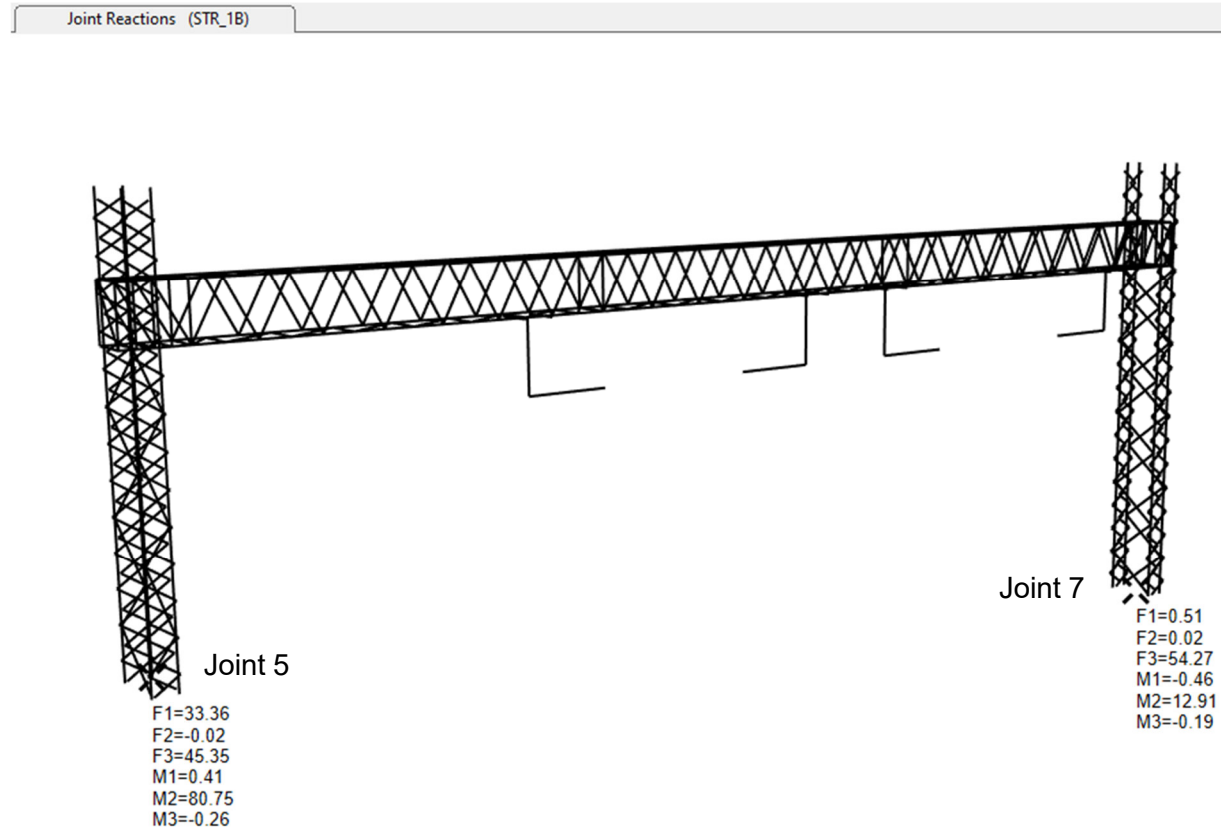 Joint Reactions (STR_1B)
Joint 7
F1=0.51
F2=0.02
F3=54.27
M1=-0.46
M2=12.91
M3=-0.19
Joint 5
F1=33.36
F2=-0.02
F3=45.35
M1=0.41
M2=80.75
M3=-0.26